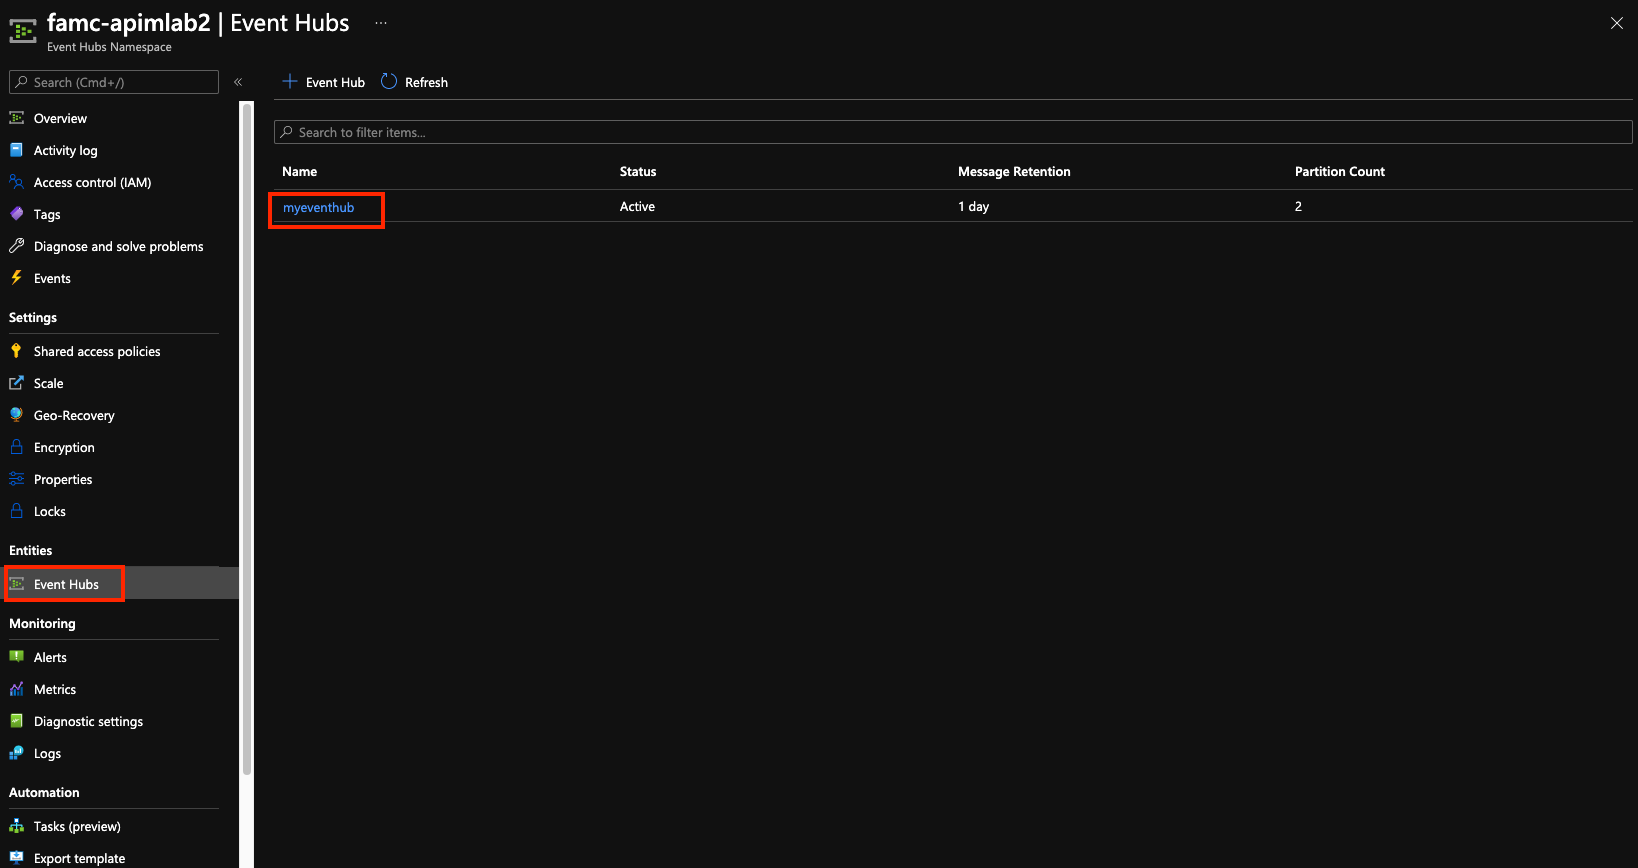 famc-apimlab2 | Event Hubs ...
Event Hubs Namespace
Search (Cmd+/)
Overview
Activity log
Access control (IAM)
Tags
Diagnose and solve problems
Events
Settings
Shared access policies
Scale
Geo-Recovery
Encryption
Properties
Locks
Entities
Event Hubs
Monitoring
Alerts
Metrics
Diagnostic settings
Logs
Automation
Tasks (preview)
Export template
Event Hub Refresh
Search to filter items...
Name Status Message Retention Partition Count
myeventhub Active 1 day 2